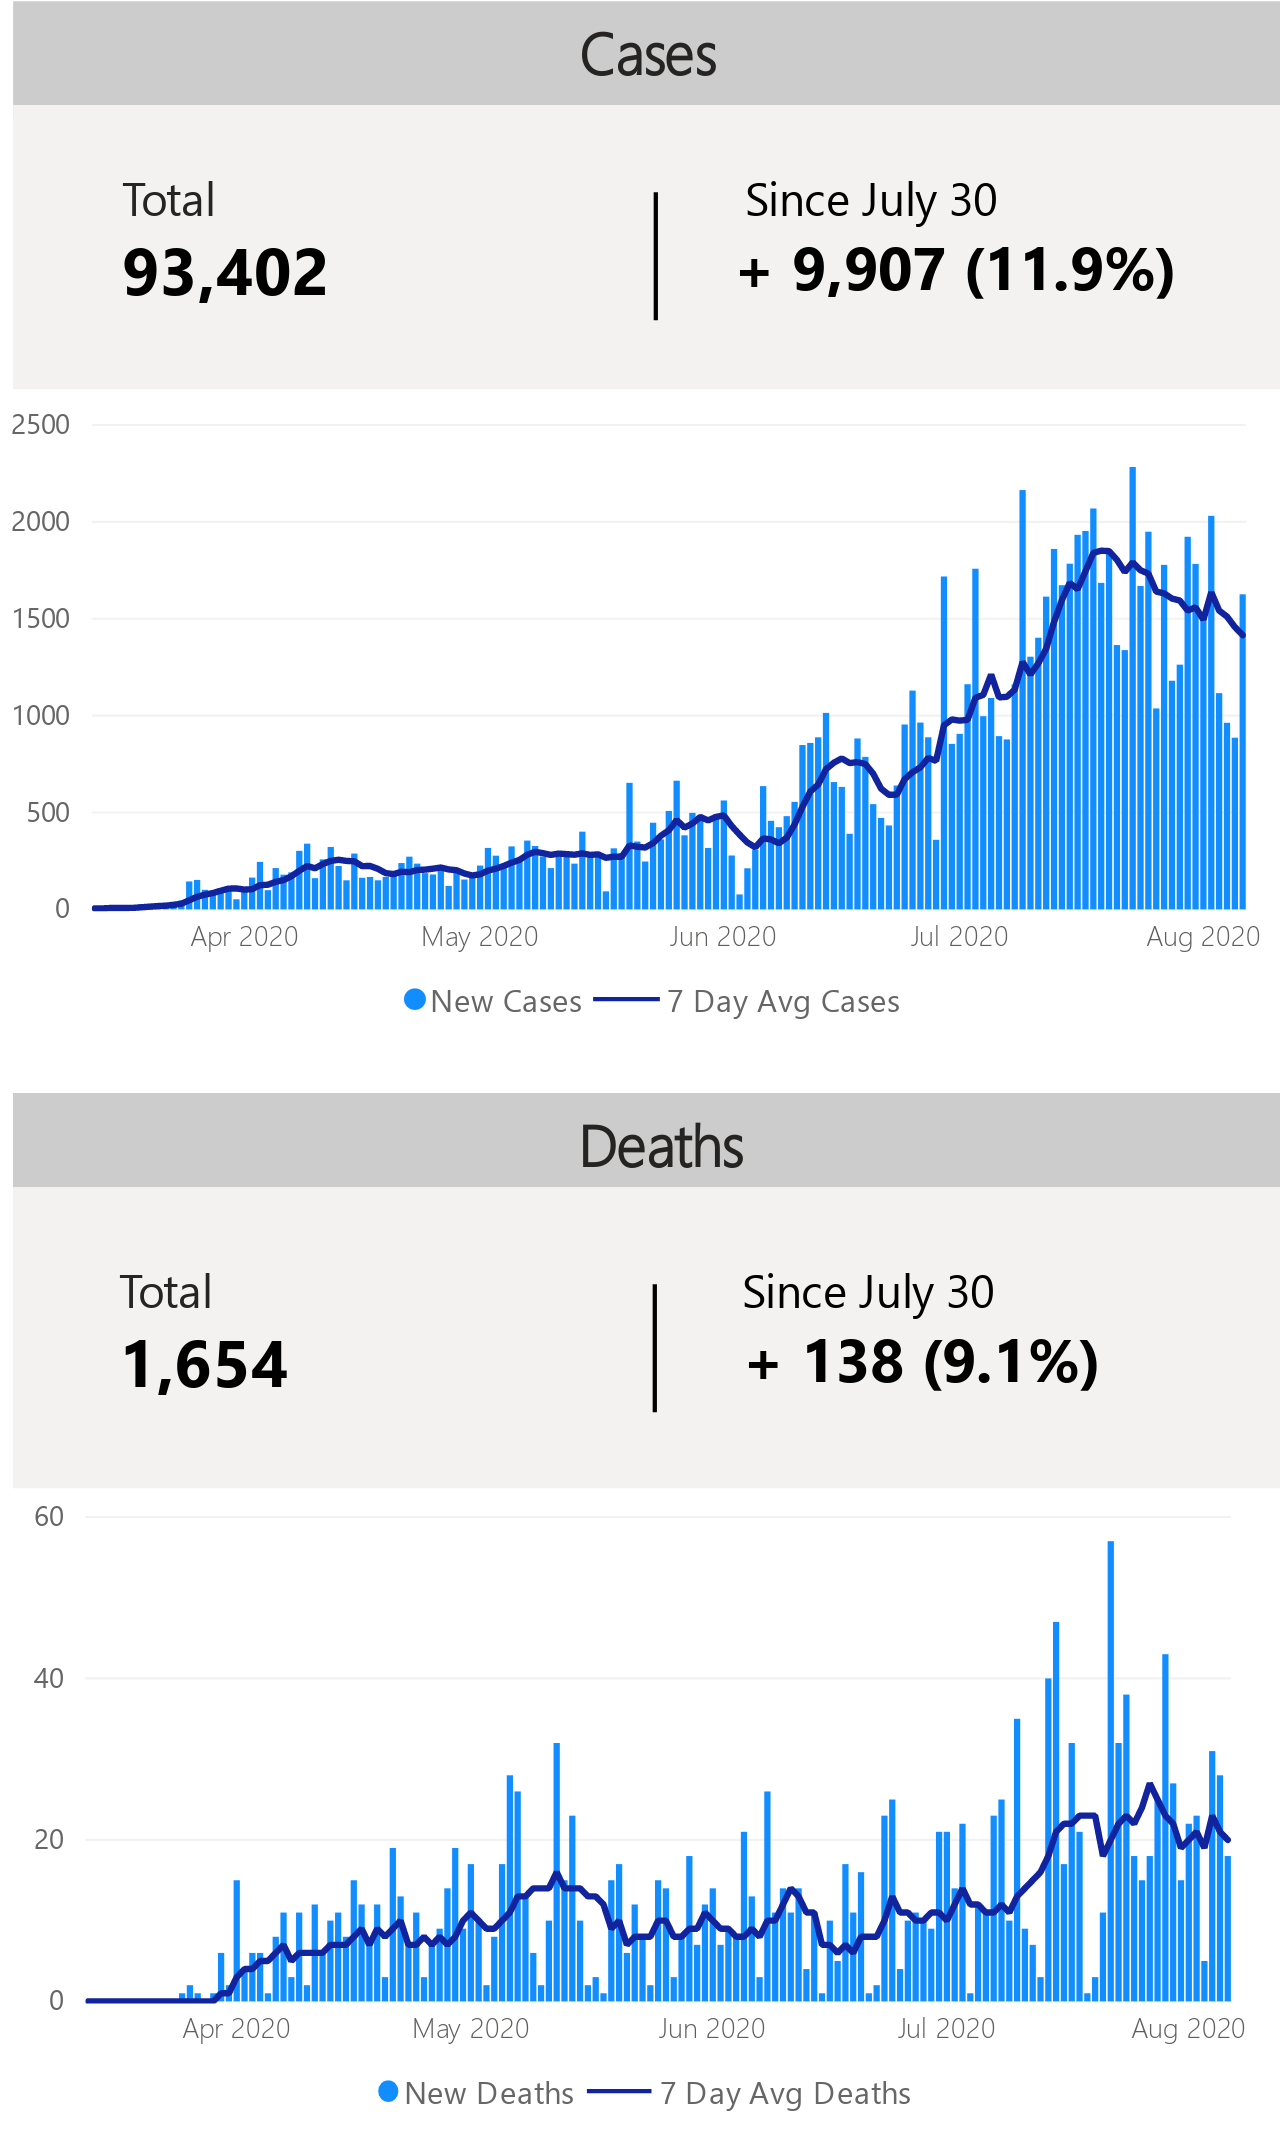 Cases
Total
Since July 30
93,402
+ 9,907 (11.9%)
2500
2000
1500
1000
500
0
Apr 2020
May 2020
Jun 2020
Jul 2020
Aug 2020
New Cases
7 Day Avg Cases
Deaths
Total
Since July 30
1,654
+ 138 (9.1%)
60
40
20
0
Apr 2020
May 2020
Jun 2020
Jul 2020
Aug 2020
New Deaths
7 Day Avg Deaths